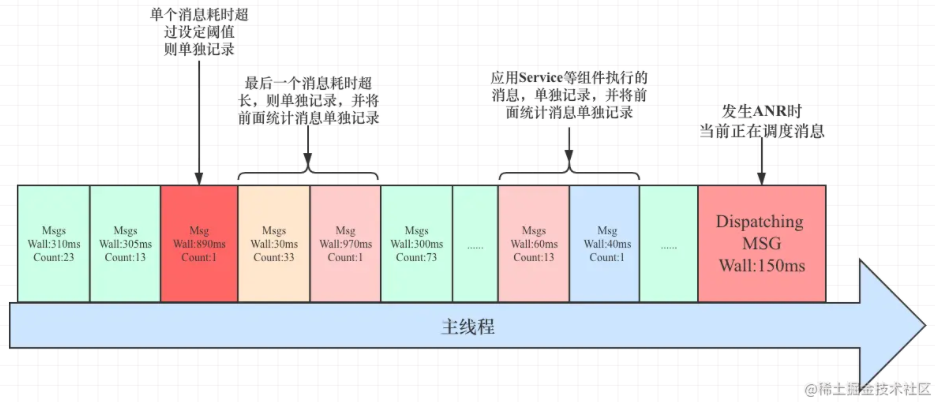 单个消息耗时超
过设定阈值
则单独记录
最后一个消息耗时超
长，则单独记录，并将
前面统计消息单独记录
应用Service等组件执行的
消息，单独记录，并将前
面统计消息单独记录
发生ANR时
当前正在调度消息
Msgs
Wall:310ms
Count:23
Msgs
Wall:305ms
Count:13
Msg
Wall:890ms
Count:1
Msgs
Wall:30ms
Count:33
Msg
Wall:970ms
Count:1
Msgs
Wall:300ms
Count:73
......
Msgs
Wall:60ms
Count:13
Msg
Wall:40ms
Count:1
......
Dispatching
MSG
Wall:150ms
主线程
@稀土掘金技术社区